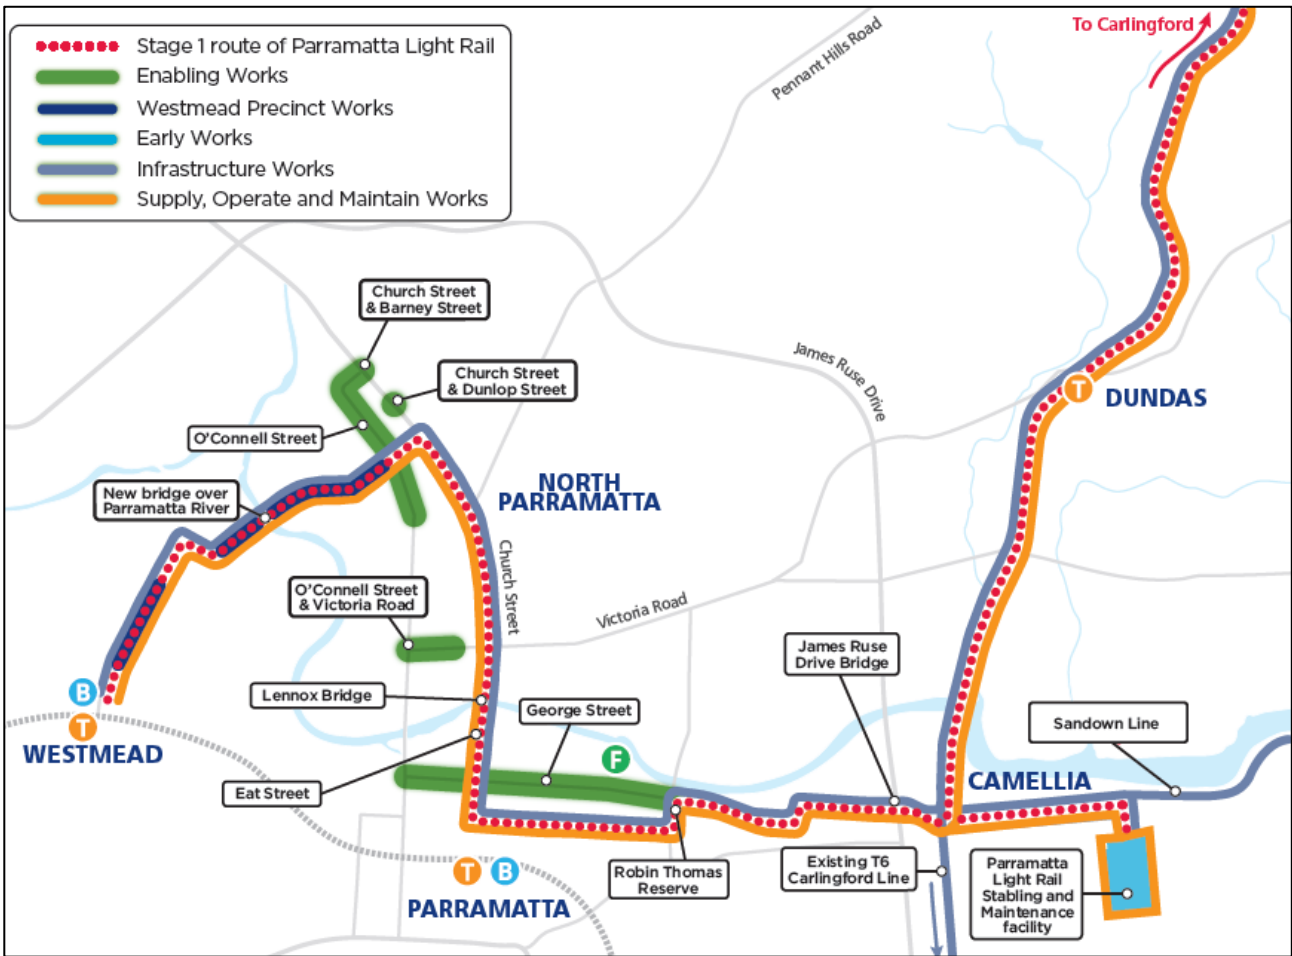 Stage 1 route of Parramatta Light Rail
Enabling Works
Westmead Precinct Works
Early Works
Infrastructure Works
Supply, Operate and Maintain Works
To Carlingford
Pennant Hills Road
Church Street
& Barney Street
James Ruse Drive
Church Street
& Dunlop Street
T
DUNDAS
O'Connell Street
NORTH
PARRAMATTA
New bridge over
Parramatta River
Church Street
O'Connell Street
& Victoria Road
Victoria Road
James Ruse
Drive Bridge
B
Lennox Bridge
George Street
Sandown Line
T
WESTMEAD
F
CAMELLIA
Eat Street
T B
PARRAMATTA
Robin Thomas
Reserve
Existing T6
Carlingford Line
Parramatta
Light Rail
Stabling and
Maintenance
facility